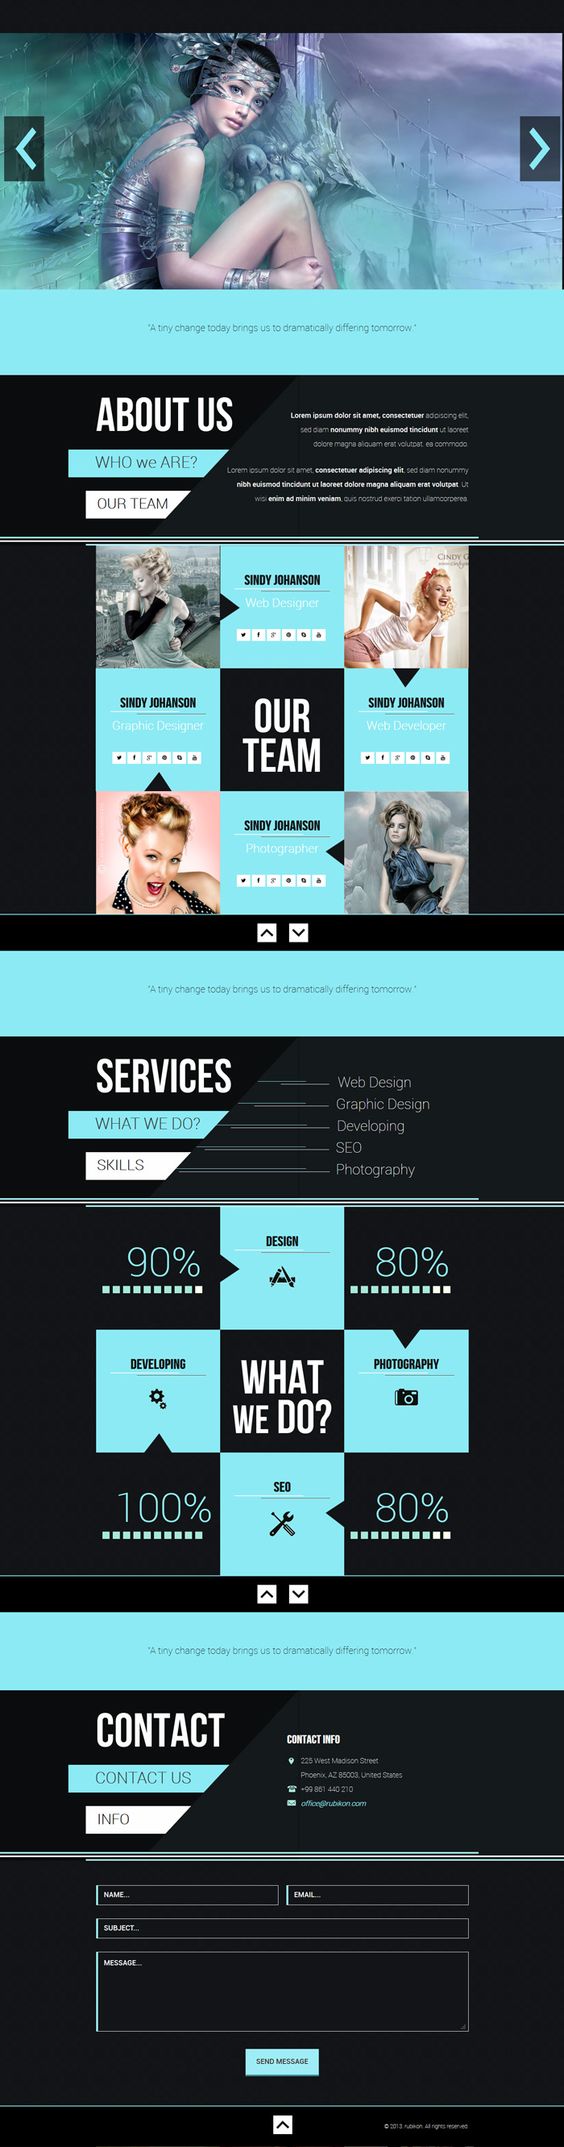 "A tiny change today brings us to dramatically differing tomorrow."
ABOUT US
WHO we ARE?
OUR TEAM
Lorem ipsum dolor sit amet, consectetuer adipiscing elit,
sed diam nonummy nibh euismod tincidunt ut laoreet
dolore magna aliquam erat volutpat. ea commodo.
Lorem ipsum dolor sit amet, consectetuer adipiscing elit, sed diam nonummy
nibh euismod tincidunt ut laoreet dolore magna aliquam erat volutpat. Ut
wisi enim ad minim veniam, quis nostrud exerci tation ullamcorperea.
SINDY JOHANSON
Web Designer
CINDY G
SINDY JOHANSON
Graphic Designer
OUR
TEAM
SINDY JOHANSON
Web Developer
SINDY JOHANSON
Photographer
"A tiny change today brings us to dramatically differing tomorrow."
SERVICES
WHAT WE DO?
SKILLS
Web Design
Graphic Design
Developing
SEO
Photography
90%
DESIGN
80%
DEVELOPING
WHAT
WE DO?
PHOTOGRAPHY
100%
SEO
80%
"A tiny change today brings us to dramatically differing tomorrow."
CONTACT
CONTACT US
INFO
CONTACT INFO
225 West Madison Street
Phoenix, AZ 85003, United States
+99 861 440 210
office@rubikon.com
NAME...
EMAIL...
SUBJECT...
MESSAGE...
SEND MESSAGE
© 2013. rubikon. All rights reserved.